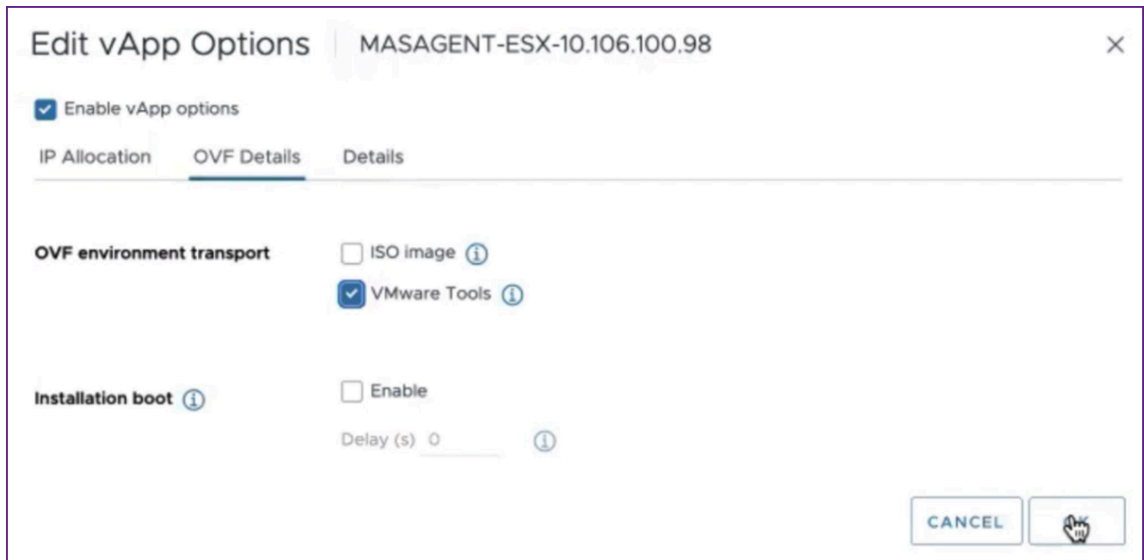 Edit vApp Options MASAGENT-ESX-10.106.100.98
Enable vApp options
IP Allocation OVF Details Details
OVF environment transport ISO image
VMware Tools
Installation boot Enable
Delay (s) 0
CANCEL